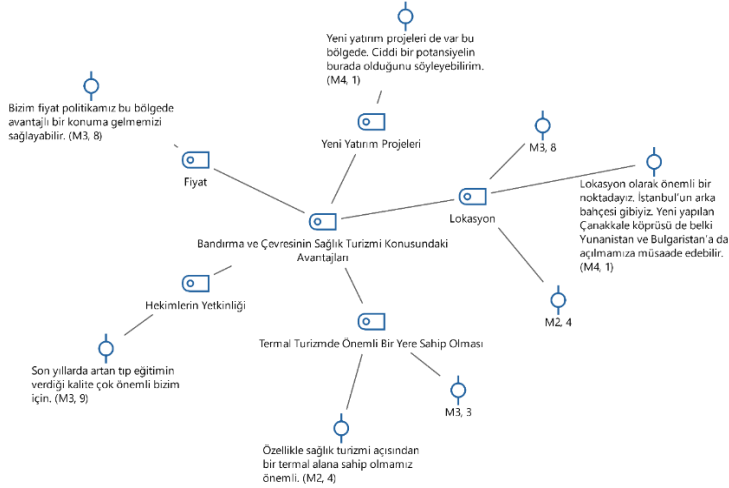 Yeni yatırım projeleri de var bu
bölgede. Ciddi bir potansiyelin
burada olduğunu söyleyebilirim.
(M4, 1)
Bizim fiyat politikamız bu bölgede
avantajlı bir konuma gelmemizi
sağlayabilir. (M3, 8)
Yeni Yatırım Projeleri
M3, 8
Fiyat
Lokasyon
Lokasyon olarak önemli bir
noktadayız. İstanbul'un arka
bahçesi gibiyiz. Yeni yapılan
Çanakkale köprüsü de belki
Yunanistan ve Bulgaristan'a da
açılmamıza müsaade edebilir.
(M4, 1)
Bandırma ve Çevresinin Sağlık Turizmi Konusundaki
Avantajları
Hekimlerin Yetkinliği
M2, 4
Termal Turizmde Önemli Bir Yere Sahip Olması
Son yıllarda artan tıp eğitimin
verdiği kalite çok önemli bizim
için. (M3, 9)
M3, 3
Özellikle sağlık turizmi açısından
bir termal alana sahip olmamız
önemli. (M2, 4)